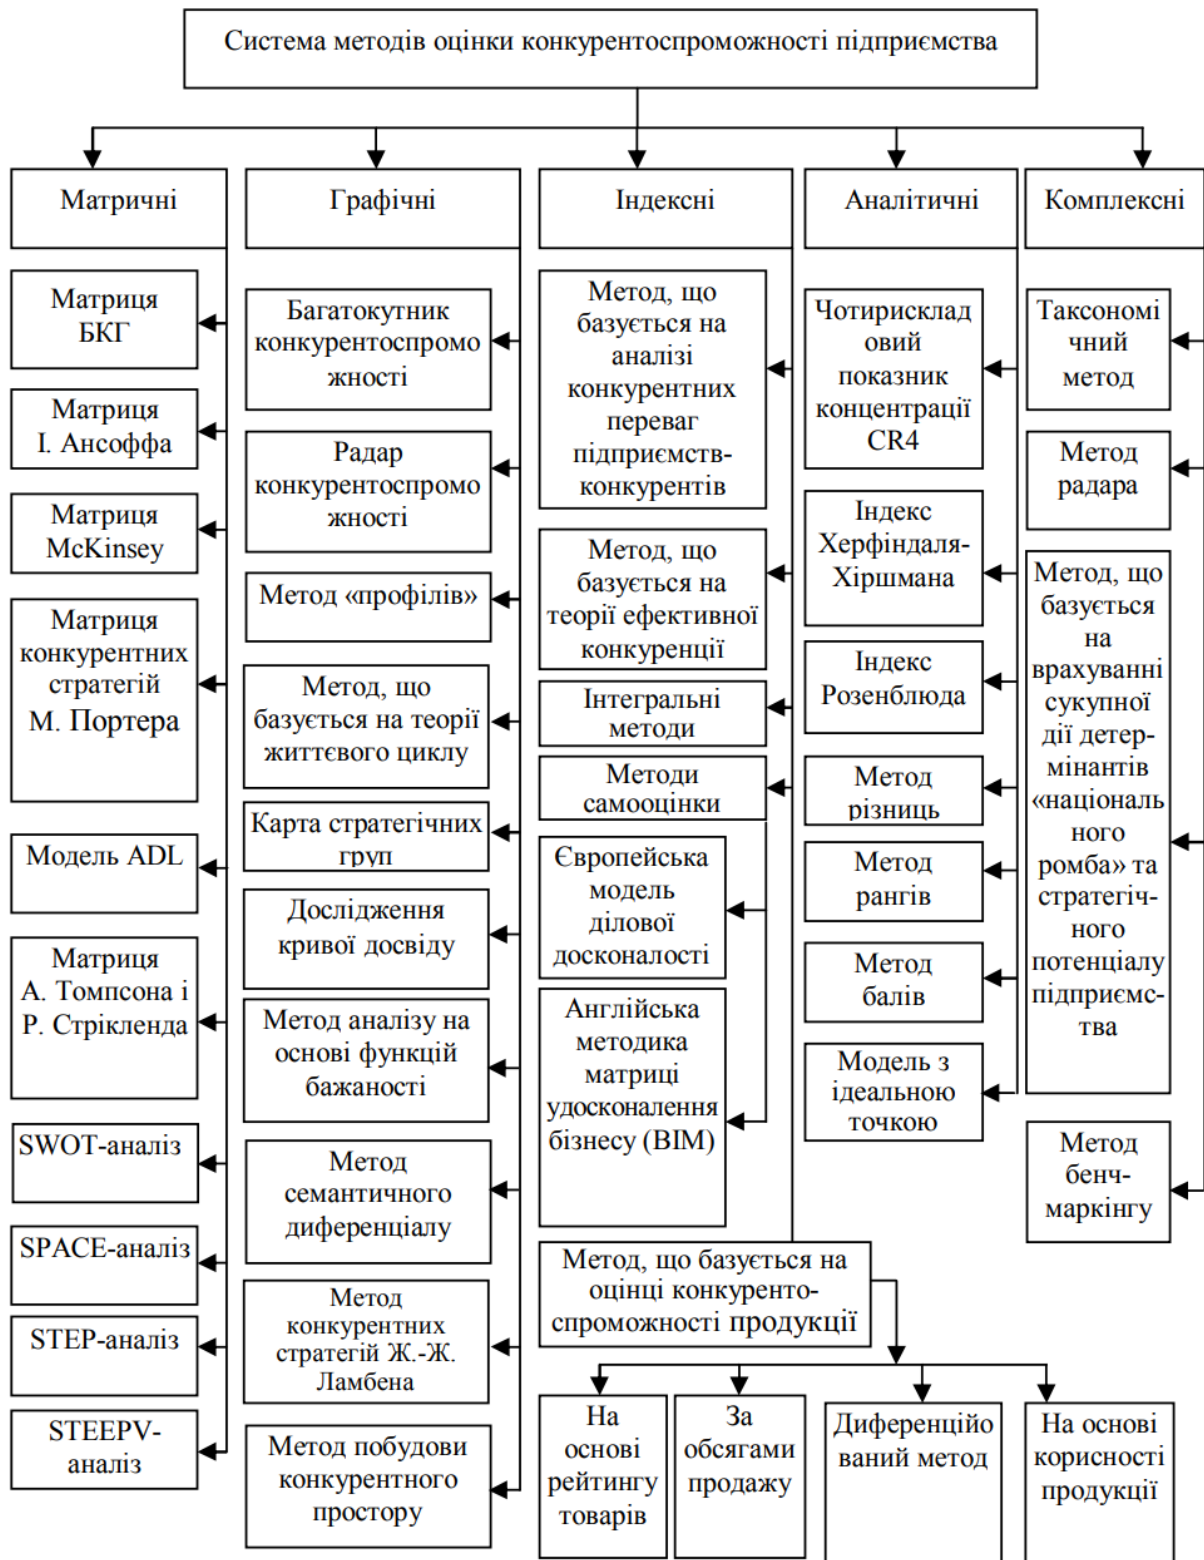 Система методів оцінки конкурентоспроможності підприємства
Матричні
Графічні
Індексні
Аналітичні
Комплексні
Матриця
БКГ
Матриця
І. Ансоффа
Матриця
McKinsey
Матриця
конкурентних
стратегій
М. Портера
Модель ADL
Матриця
А. Томпсона і
Р. Стрікленда
SWOT-аналіз
SPACE-аналіз
STEP-аналіз
STEEPV-
аналіз
Багатокутник
конкурентоспромо
жності
Радар
конкурентоспромо
жності
Метод «профілів»
Метод, що
базується на теорії
життєвого циклу
Карта стратегічних
груп
Дослідження
кривої досвіду
Метод аналізу на
основі функцій
бажаності
Метод
семантичного
диференціалу
Метод
конкурентних
стратегій Ж.-Ж.
Ламбена
Метод побудови
конкурентного
простору
Метод, що
базується на
аналізі
конкурентних
переваг
підприємств-
конкурентів
Метод, що
базується на
теорії ефективної
конкуренції
Інтегральні
методи
Методи
самооцінки
Європейська
модель
ділової
досконалості
Англійська
методика
матриці
удосконалення
бізнесу (BIM)
Метод, що базується на
оцінці конкуренто-
спроможності продукції
На
основі
рейтингу
товарів
За
обсягами
продажу
Диференційо
ваний метод
На основі
корисності
продукції
Чотирисклад
овий
показник
концентрації
CR4
Індекс
Херфіндаля-
Хіршмана
Індекс
Розенблюда
Метод
різниць
Метод
рангів
Метод
балів
Модель з
ідеальною
точкою
Таксономі
чний
метод
Метод
радара
Метод, що
базується
на
врахуванні
сукупної
дії детер-
мінантів
«національ
ного
ромба» та
стратегіч-
ного
потенціалу
підприємс-
тва
Метод
бенч-
маркінгу